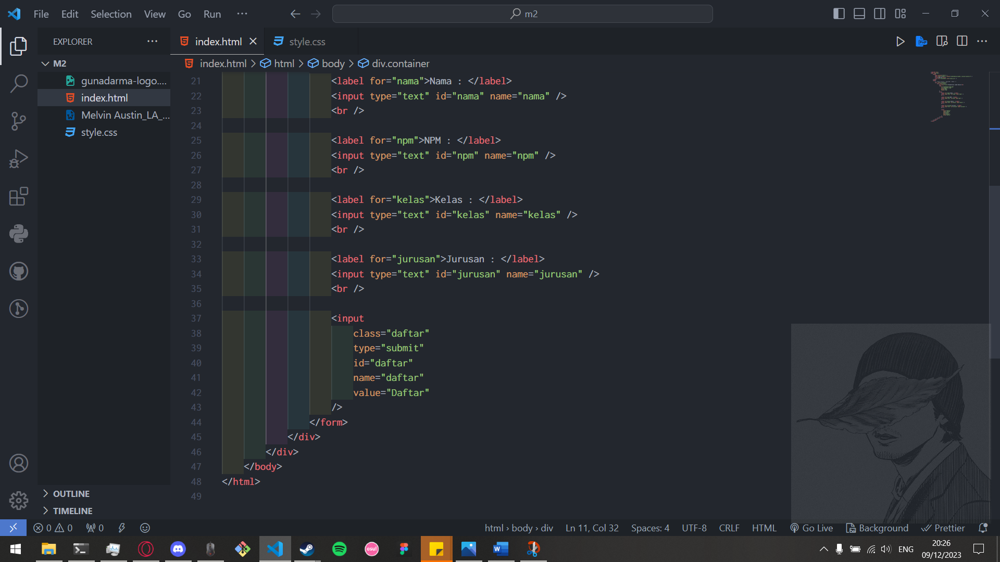 File Edit Selection View Go Run ··· m2
EXPLORER ···
index.html
style.css
M2
gunadarma-logo....
index.html
Melvin Austin_LA_...
style.css
OUTLINE
TIMELINE
index.html > html > body > div.container
21 <label for="nama">Nama : </label>
22 <input type="text" id="nama" name="nama" />
23 <br />
24
25 <label for="npm">NPM : </label>
26 <input type="text" id="npm" name="npm" />
27 <br />
28
29 <label for="kelas">Kelas : </label>
30 <input type="text" id="kelas" name="kelas" />
31 <br />
32
33 <label for="jurusan">Jurusan : </label>
34 <input type="text" id="jurusan" name="jurusan" />
35 <br />
36
37 <input
38 class="daftar"
39 type="submit"
40 id="daftar"
41 name="daftar"
42 value="Daftar"
43 />
44 </form>
45 </div>
46 </div>
47 </body>
48 </html>
49
0 0 0 html › body › div Ln 11, Col 32 Spaces: 4 UTF-8 CRLF HTML Go Live Background Prettier
osu! ENG
20:26
09/12/2023